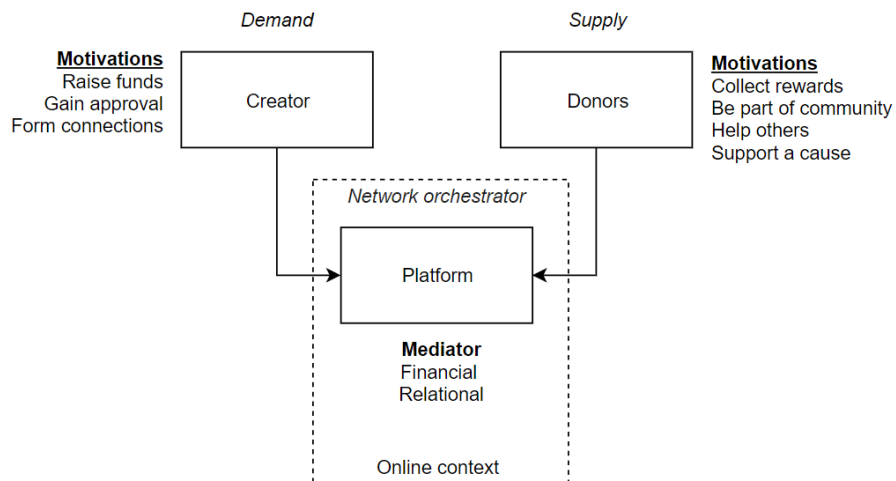 Demand
Supply
Motivations
Raise funds
Gain approval
Form connections
Creator
Donors
Motivations
Collect rewards
Be part of community
Help others
Support a cause
Network orchestrator
Platform
Mediator
Financial
Relational
Online context